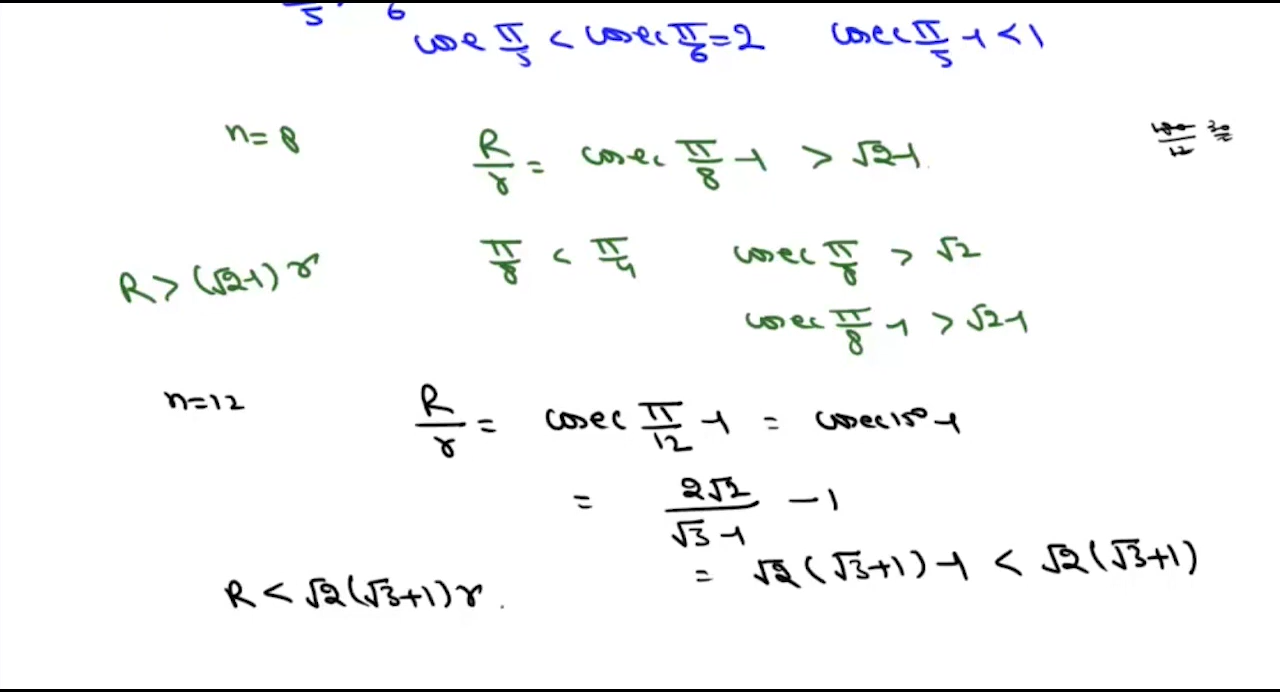 5 6
cosec π/5 < cosec π/6 = 2 cosec π/5 - 1 < 1
n = 8 R/r = cosec π/8 - 1 > √2-1
π/8 < π/4 cosec π/8 > √2
R > (√2-1) r
cosec π/8 - 1 > √2-1
n=12 R/r = cosec π/12 - 1 = cosec 15° - 1
= 2√2/√3-1 - 1
= √2(√3+1)-1 < √2(√3+1)
R < √2(√3+1)r.